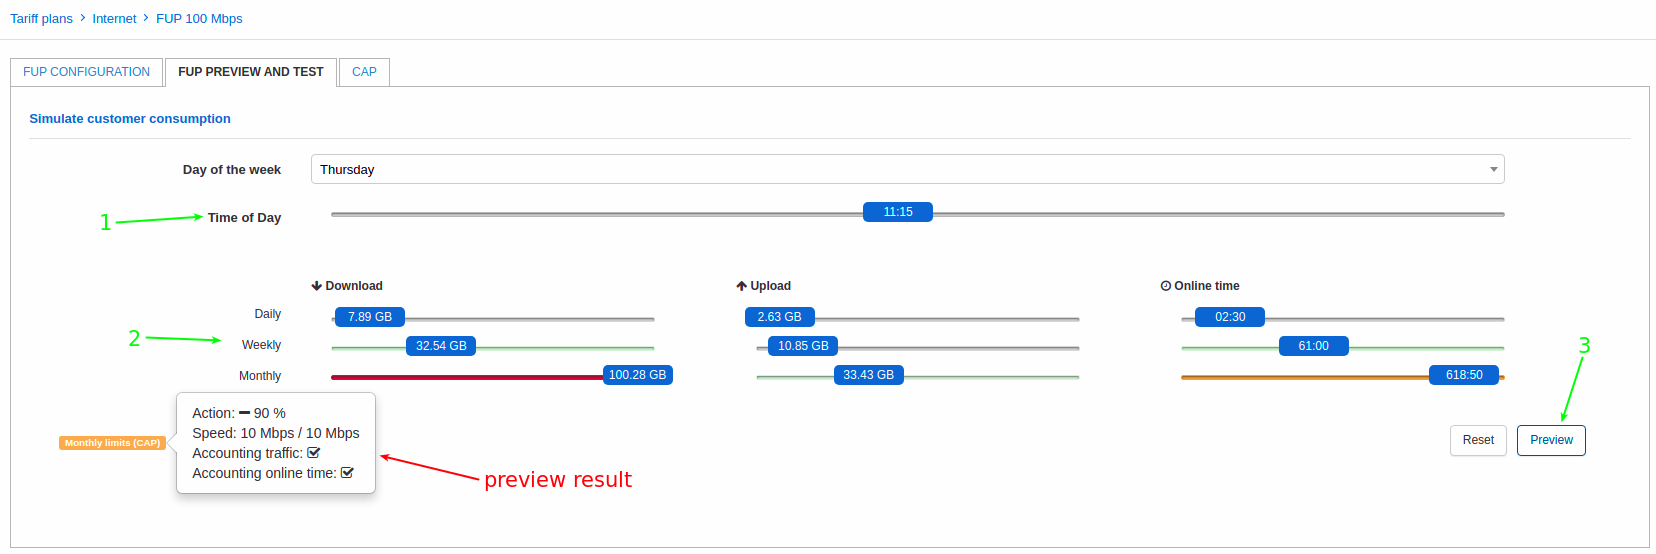 Tariff plans > Internet > FUP 100 Mbps
FUP CONFIGURATION FUP PREVIEW AND TEST CAP
Simulate customer consumption
Day of the week Thursday
1 Time of Day 11:15
Download Upload Online time
Daily 7.89 GB 2.63 GB 02:30
2 Weekly 32.54 GB 10.85 GB 61:00
3
Monthly 100.28 GB 33.43 GB 618:50
Action: − 90 %
Speed: 10 Mbps / 10 Mbps
Monthly limits (CAP)
Accounting traffic:
Accounting online time:
Reset Preview
preview result